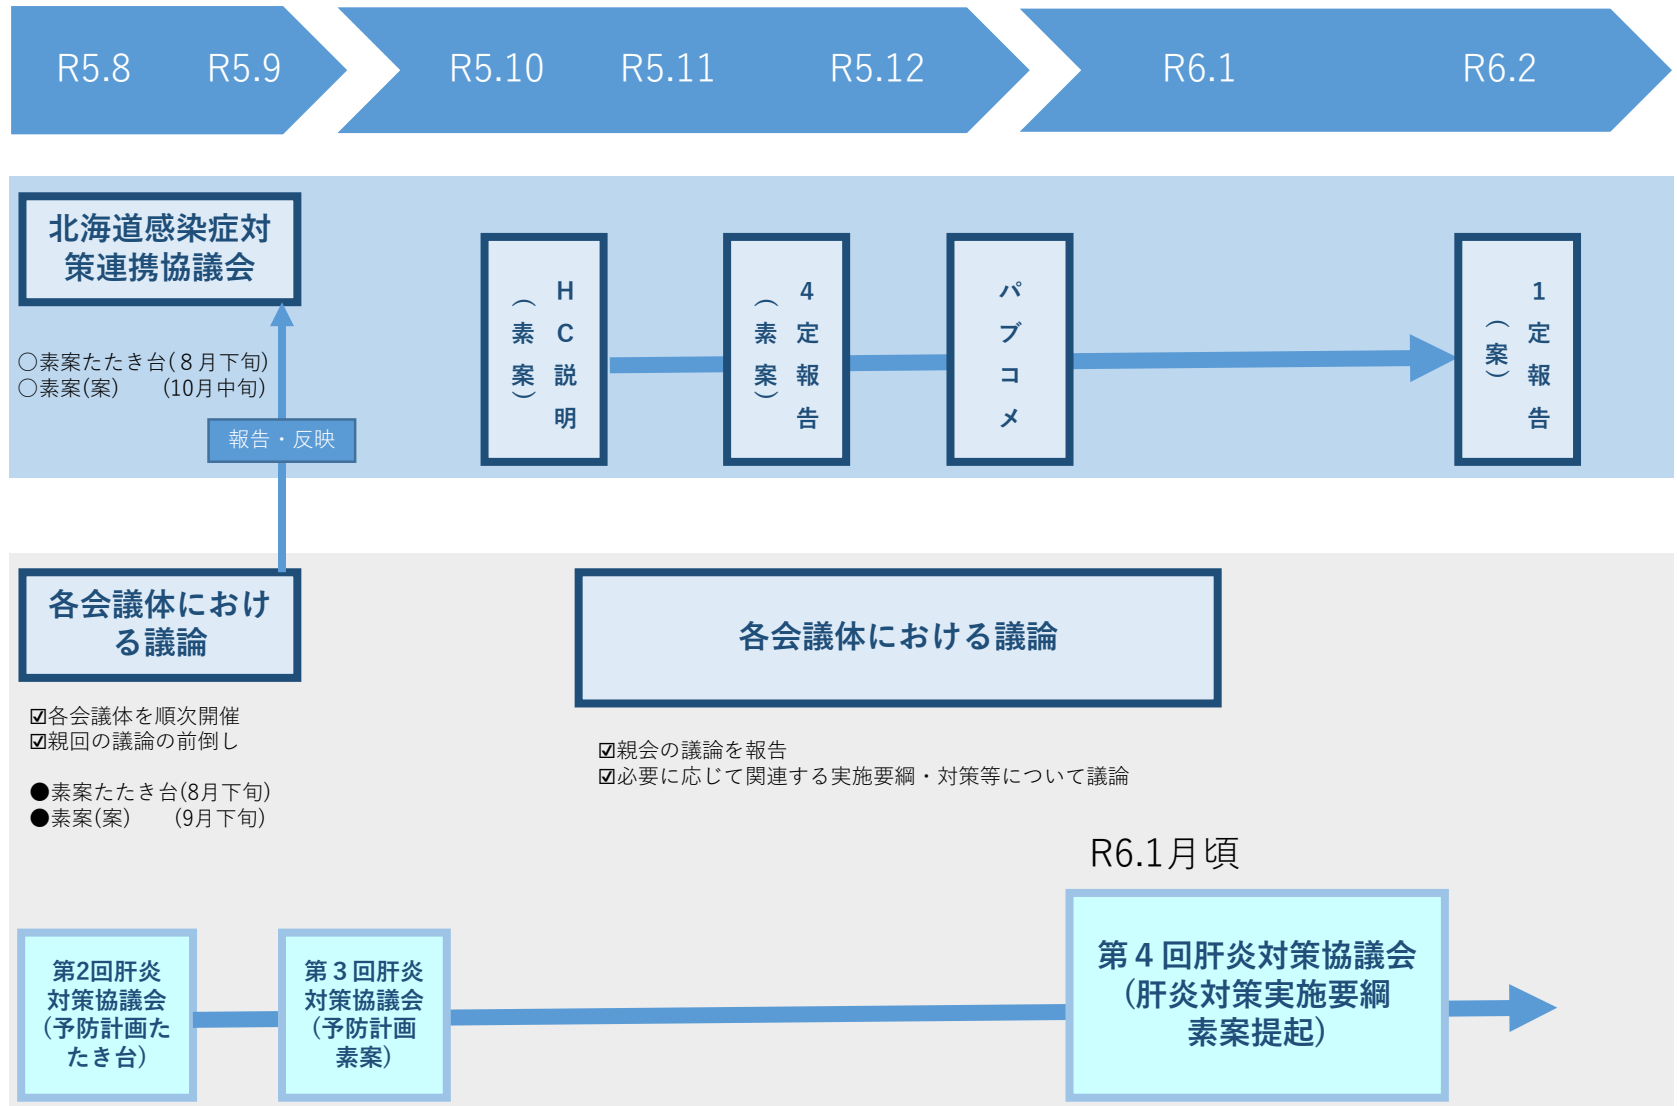 R5.8 R5.9 R5.10 R5.11 R5.12 R6.1 R6.2
北海道感染症対
策連携協議会
○素案たたき台(８月下旬)
○素案(案)　　(10月中旬)
報告・反映
HC説明
（素案）
4定報告
（素案）
パブコメ
1定報告
（案）
各会議体におけ
る議論
☑各会議体を順次開催
☑親回の議論の前倒し
●素案たたき台(8月下旬)
●素案(案)　　(9月下旬)
各会議体における議論
☑親会の議論を報告
☑必要に応じて関連する実施要綱・対策等について議論
R6.1月頃
第2回肝炎
対策協議会
(予防計画た
たき台)
第３回肝炎
対策協議会
(予防計画
素案)
第４回肝炎対策協議会
(肝炎対策実施要綱
素案提起)